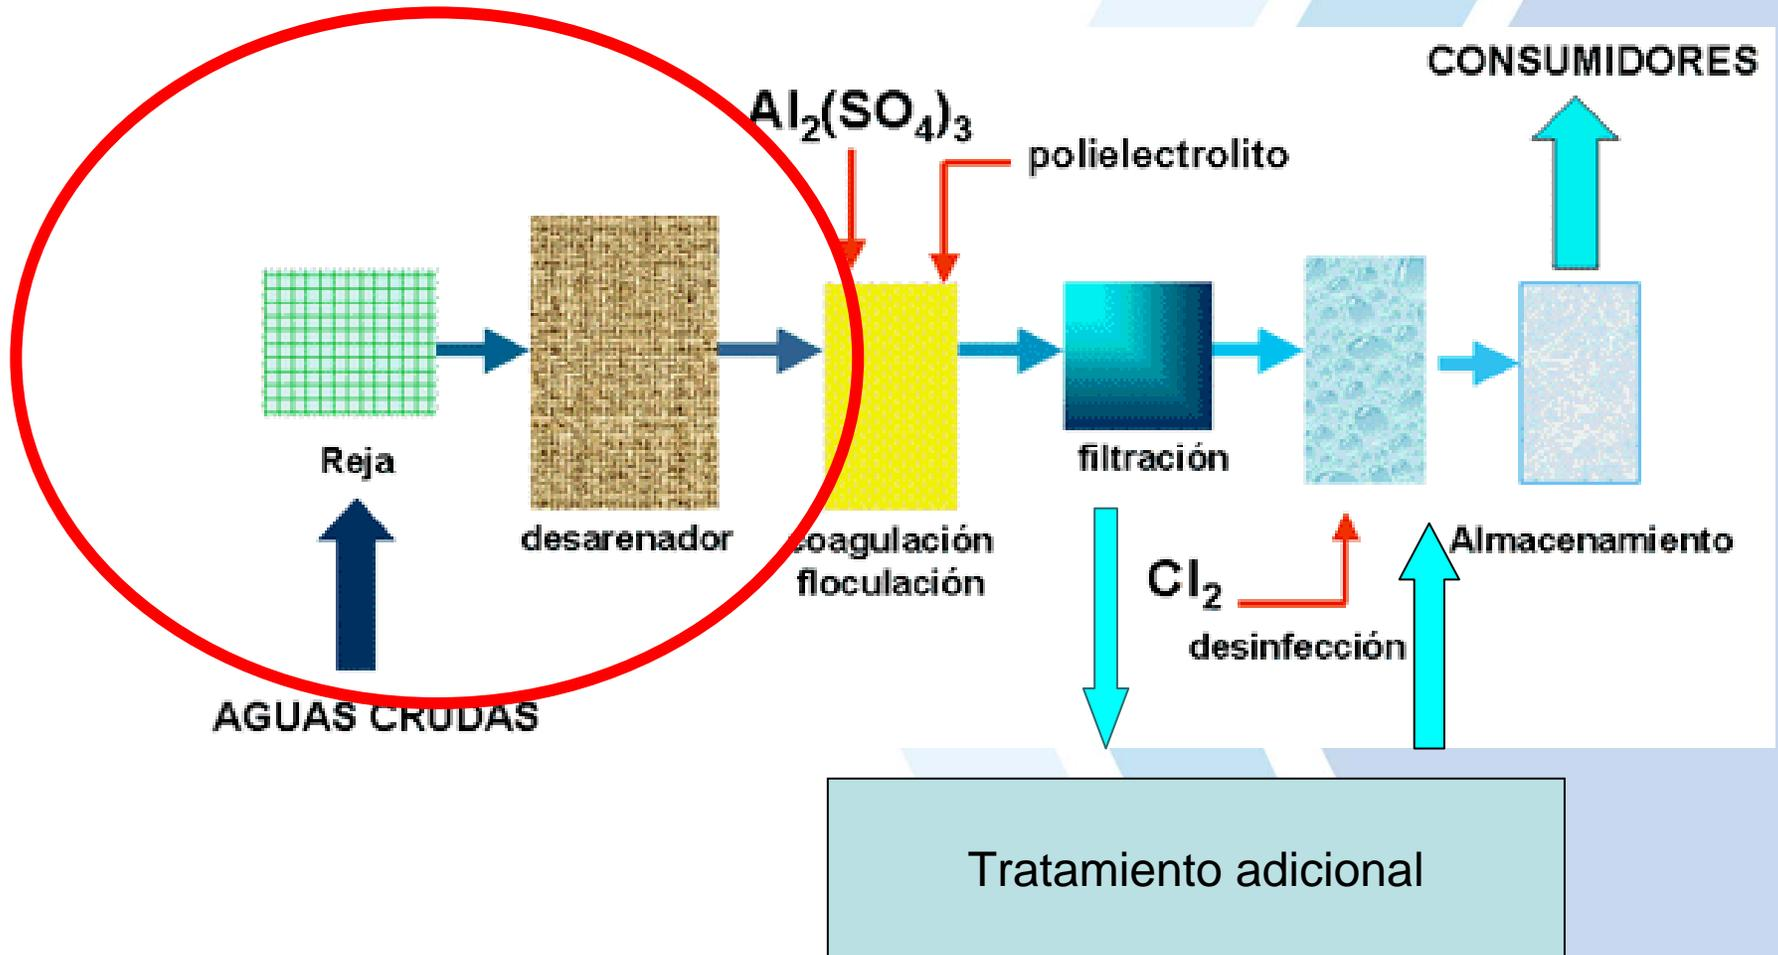 CONSUMIDORES
Al₂(SO₄)₃
polielectrolito
Reja
desarenador
coagulación
floculación
filtración
Cl₂
desinfección
Almacenamiento
AGUAS CRUDAS
Tratamiento adicional